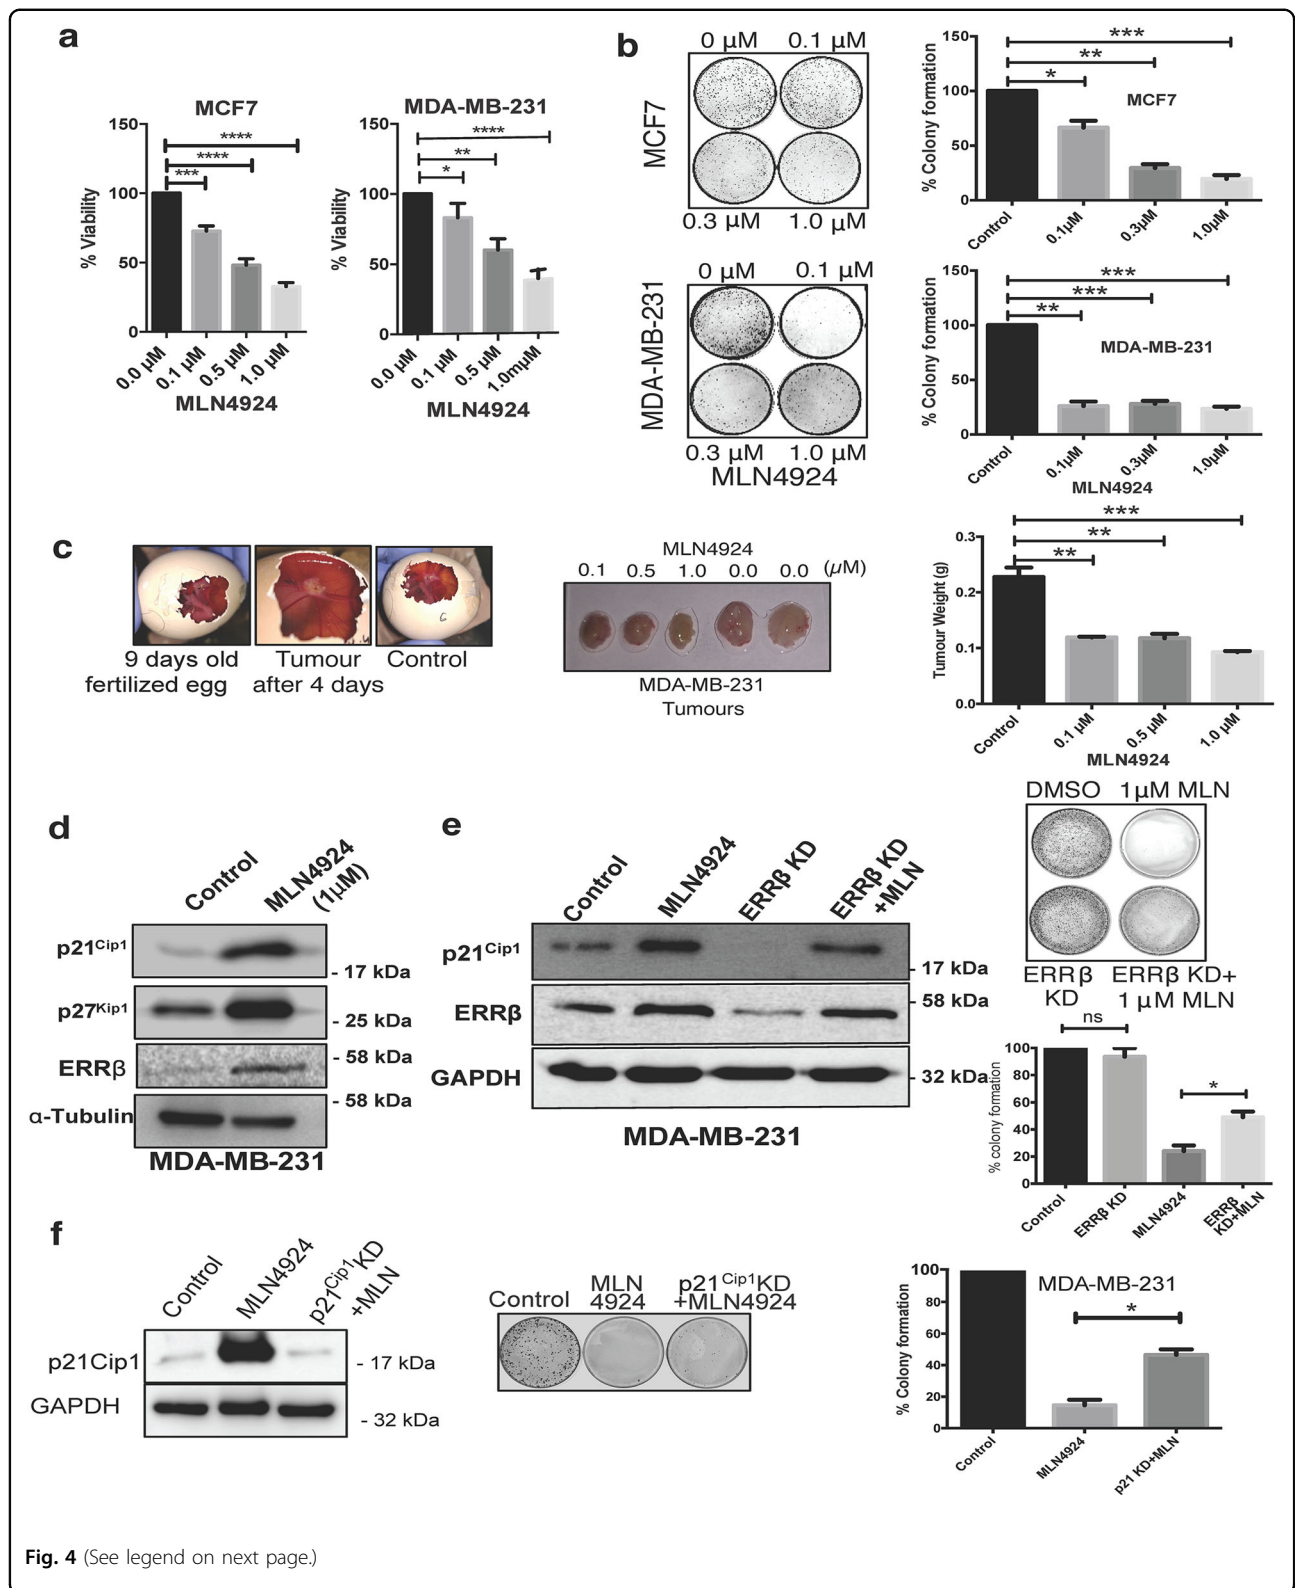 a
MCF7
150
100
50
0
% Viability
***
****
****
0.0 µM
0.1 µM
0.5 µM
1.0 µM
MLN4924
MDA-MB-231
150
100
50
0
% Viability
*
**
****
0.0 µM
0.1 µM
0.5 µM
1.0mµM
MLN4924
b
0 µM 0.1 µM
MCF7
0.3 µM 1.0 µM
0 µM 0.1 µM
MDA-MB-231
0.3 µM 1.0 µM
MLN4924
150
100
50
0
% Colony formation
***
**
*
MCF7
Control
0.1µM
0.3µM
1.0µM
150
100
50
0
% Colony formation
***
***
**
MDA-MB-231
Control
0.1µM
0.3µM
1.0µM
MLN4924
c
9 days old
fertilized egg
Tumour
after 4 days
Control
6
MLN4924
0.1 0.5 1.0 0.0 0.0 (µM)
MDA-MB-231
Tumours
0.3
0.2
0.1
0.0
Tumour Weight (g)
***
**
**
Control
0.1 µM
0.5 µM
1.0 µM
MLN4924
d
Control
MLN4924
(1µM)
p21Cip1
- 17 kDa
p27Kip1
- 25 kDa
ERRβ
- 58 kDa
α-Tubulin
- 58 kDa
MDA-MB-231
e
Control
MLN4924
ERRβ KD
ERRβ KD
+MLN
p21Cip1
- 17 kDa
ERRβ
- 58 kDa
GAPDH
- 32 kDa
MDA-MB-231
DMSO 1µM MLN
ERRβ
KD
ERRβ KD+
1 µM MLN
ns
100
80
60
40
20
0
% colony formation
*
Control
ERRβ KD
MLN4924
ERRβ
KD+MLN
f
Control
MLN4924
p21Cip1KD
+MLN
p21Cip1
- 17 kDa
GAPDH
- 32 kDa
Control
MLN
4924
p21Cip1KD
+MLN4924
100
80
60
40
20
0
% Colony formation
MDA-MB-231
*
Control
MLN4924
p21 KD+MLN
Fig. 4 (See legend on next page.)